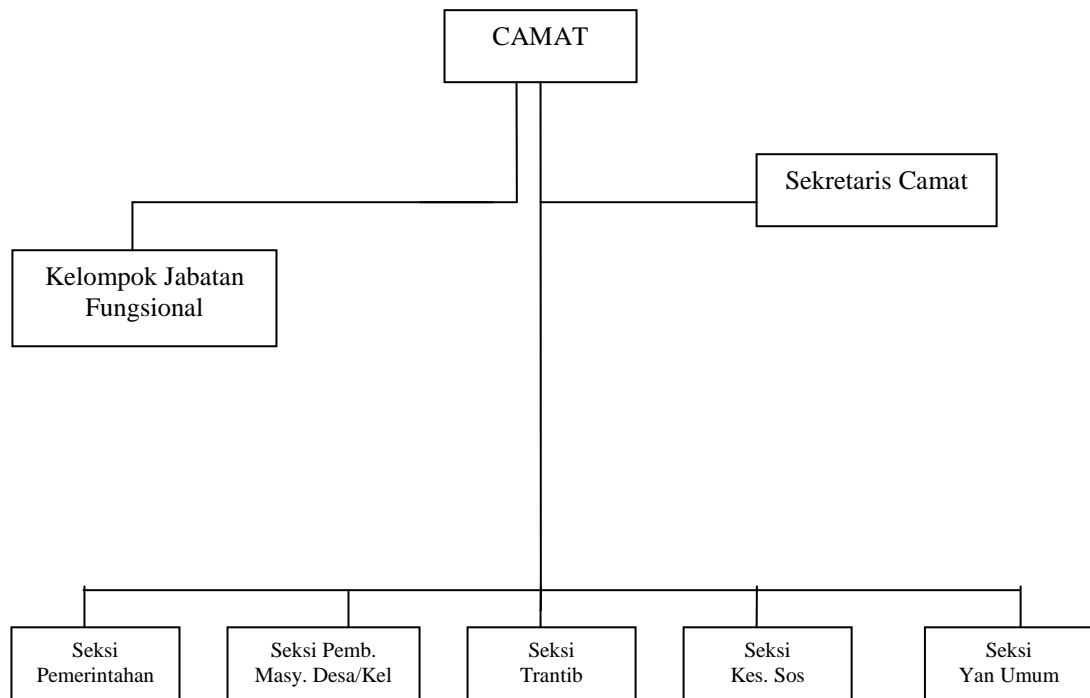 CAMAT
Sekretaris Camat
Kelompok Jabatan
Fungsional
Seksi
Pemerintahan
Seksi Pemb.
Masy. Desa/Kel
Seksi
Trantib
Seksi
Kes. Sos
Seksi
Yan Umum